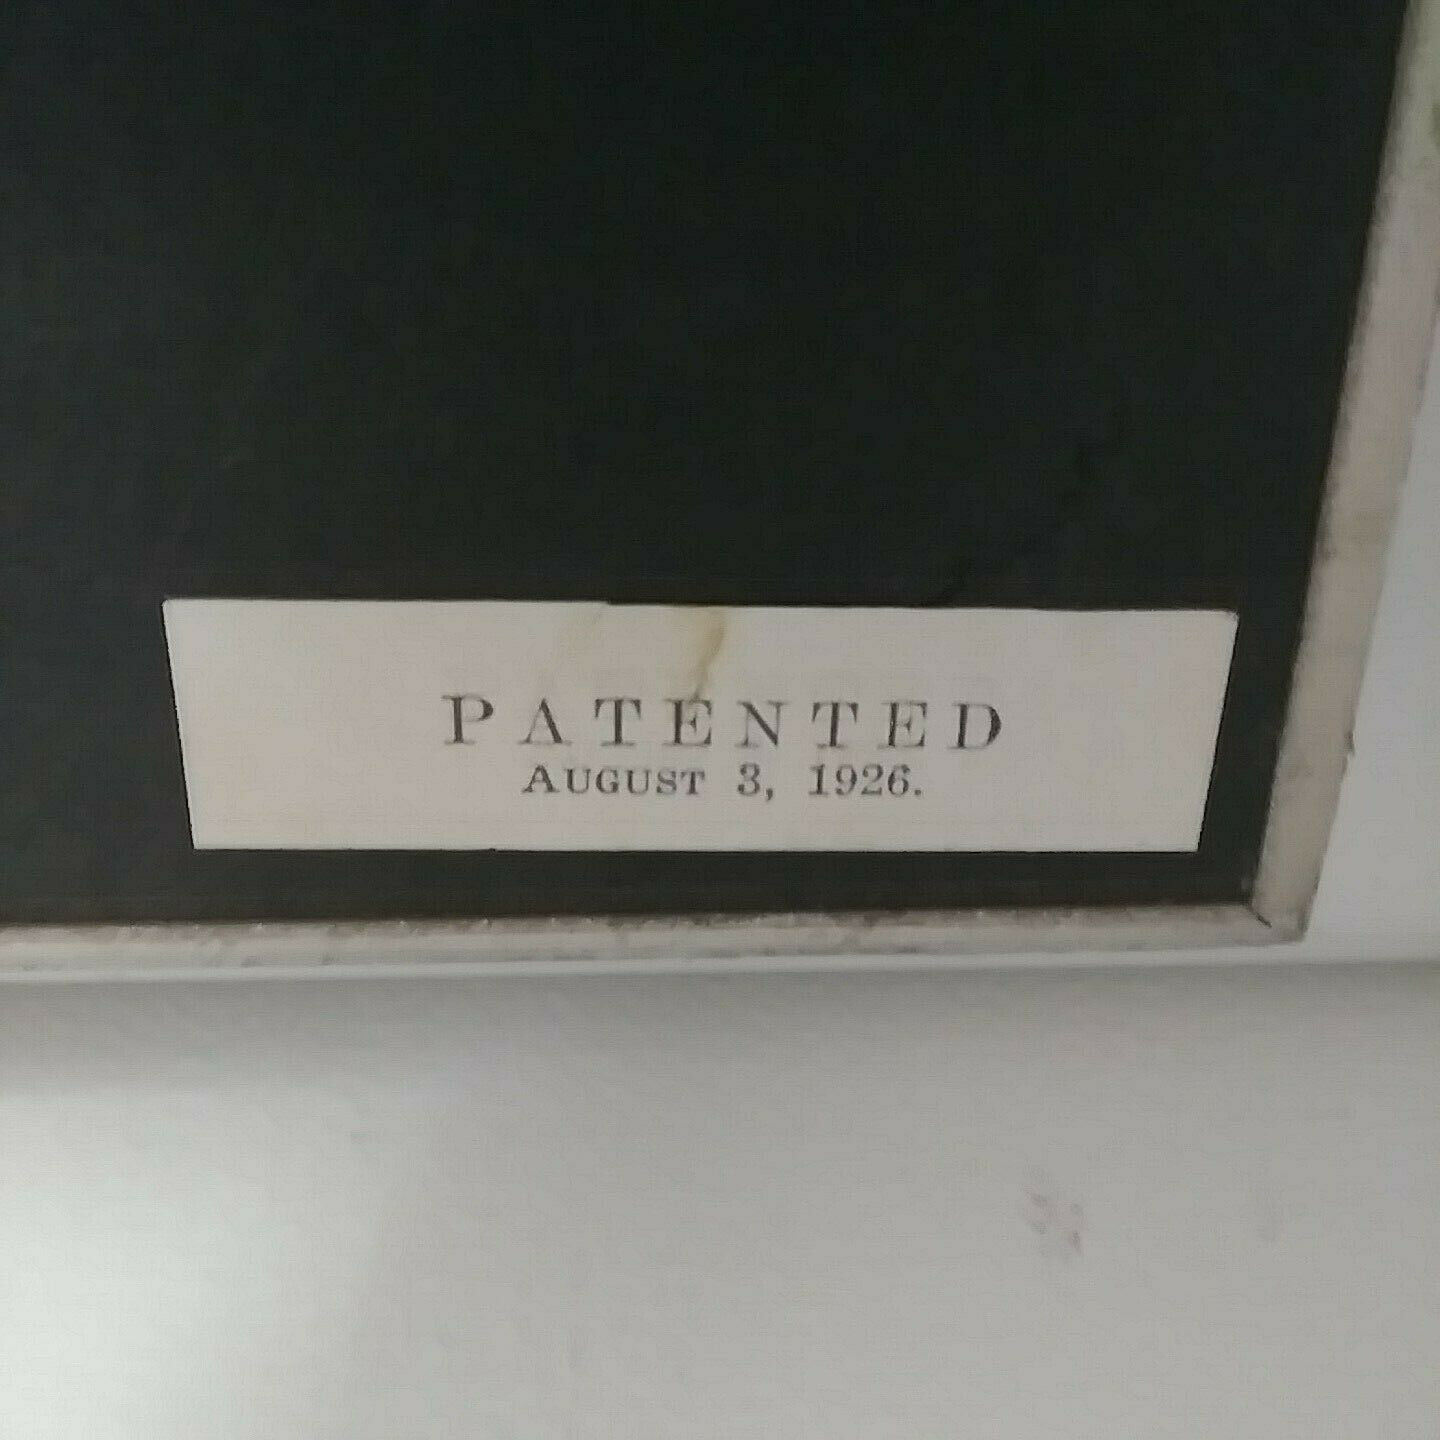 PATENTED
AUGUST 3, 1926.